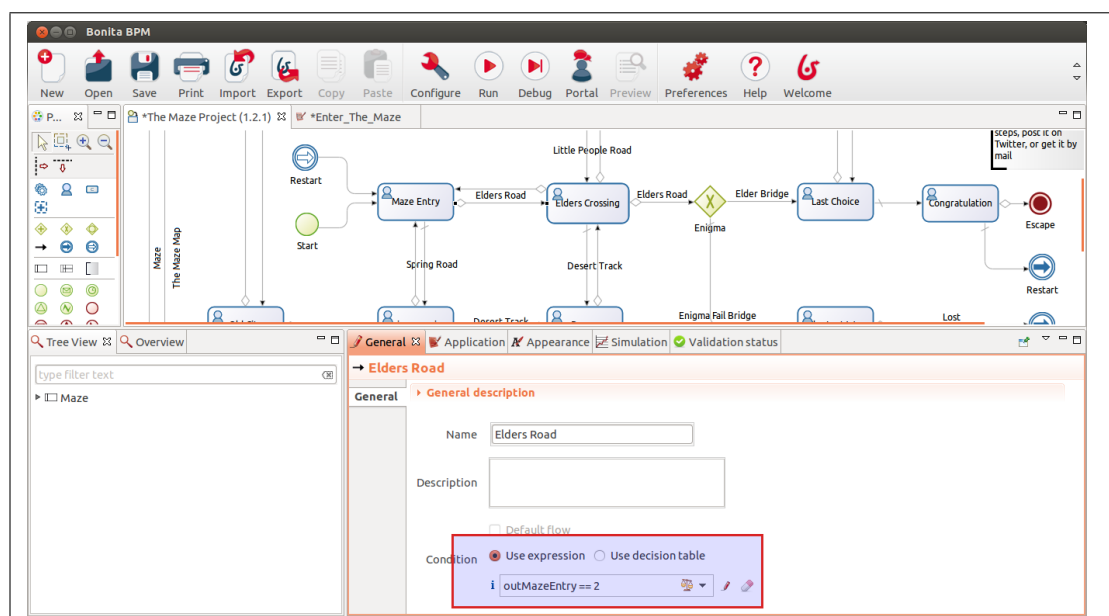 Bonita BPM
New Open Save Print Import Export Copy Paste Configure Run Debug Portal Preview Preferences Help Welcome
P... *The Maze Project (1.2.1) *Enter_The_Maze
steps, post it on
Twitter, or get it by
mail
Little People Road
Restart
Maze Entry Elders Road Elders Crossing Elders Road Elder Bridge Last Choice Congratulation
Enigma Escape
Start
Maze
The Maze Map
Spring Road Desert Track
Restart
Desert Track Enigma Fail Bridge Lost
Tree View Overview
General Application Appearance Simulation Validation status
type filter text
Maze
Elders Road
General
General description
Name Elders Road
Description
Default flow
Condition Use expression Use decision table
outMazeEntry == 2